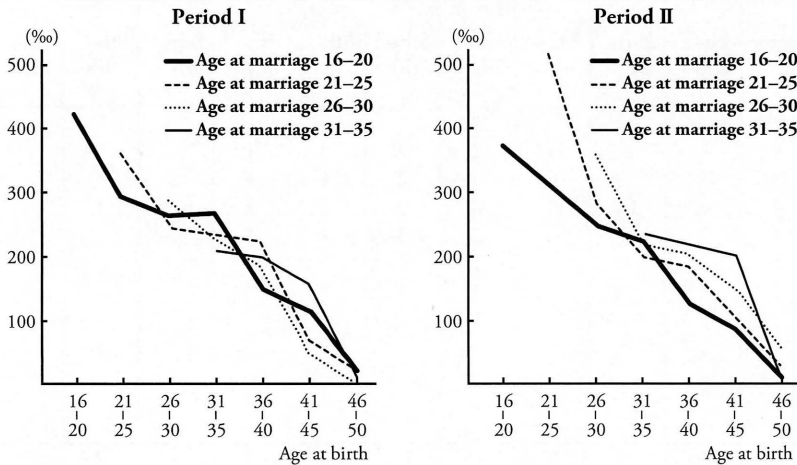 Period I
(‰)
500
400
300
200
100
Age at marriage 16–20
Age at marriage 21–25
Age at marriage 26–30
Age at marriage 31–35
16 21 26 31 36 41 46
| | | | | | |
20 25 30 35 40 45 50
Age at birth
Period II
(‰)
500
400
300
200
100
Age at marriage 16–20
Age at marriage 21–25
Age at marriage 26–30
Age at marriage 31–35
16 21 26 31 36 41 46
| | | | | | |
20 25 30 35 40 45 50
Age at birth